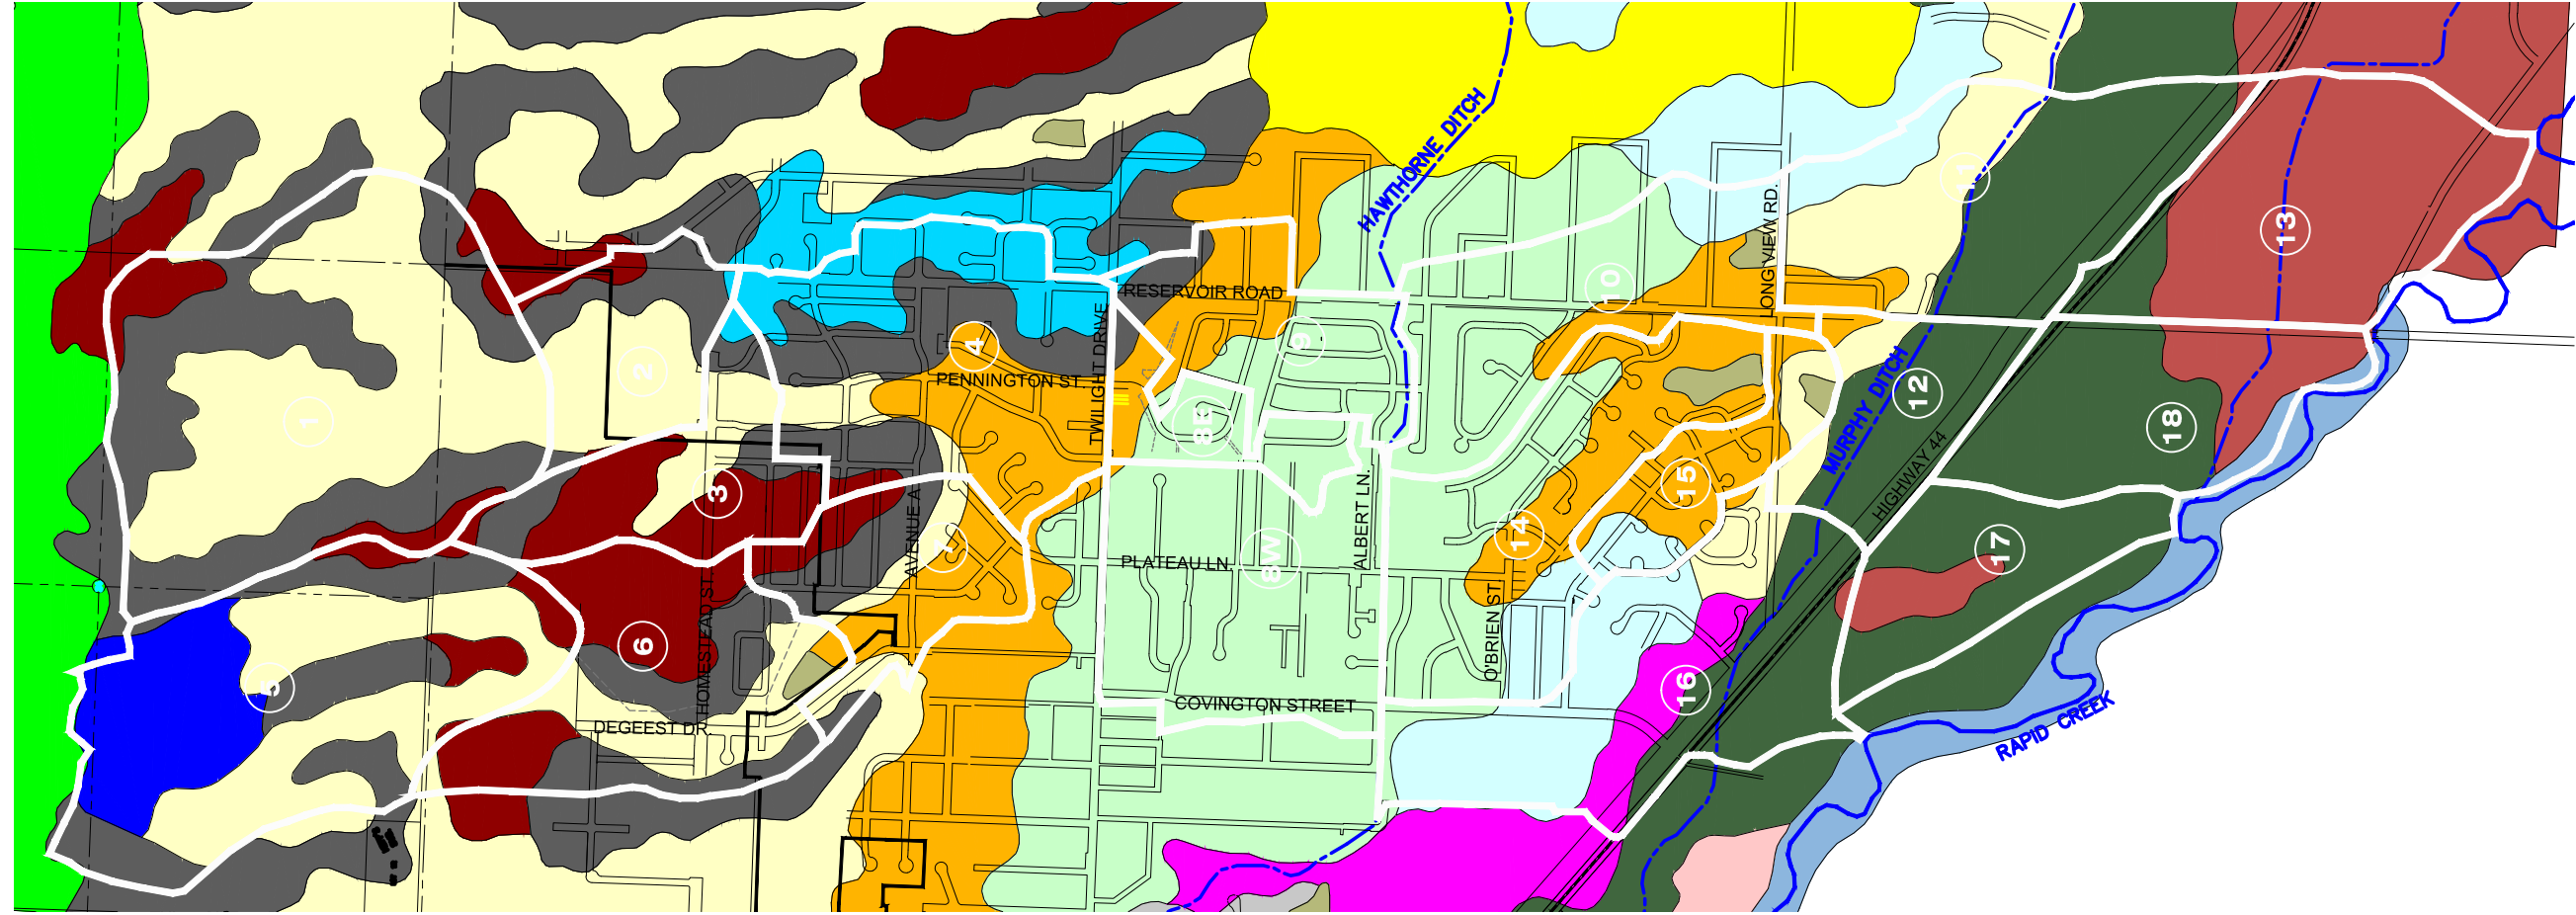 HAWTHORNE DITCH
11
13
LONGVIEW RD.
10
RESERVOIR ROAD
9
4
TWILIGHT DRIVE
2
PENNINGTON ST.
1
8E
MURPHY DITCH
12
18
HIGHWAY 44
3
15
14
17
AVENUE A
7
ALBERT LN.
PLATEAU LN.
8W
O'BRIEN ST.
HOMESTEAD ST.
6
5
16
COVINGTON STREET
DEGEEST DR.
RAPID CREEK